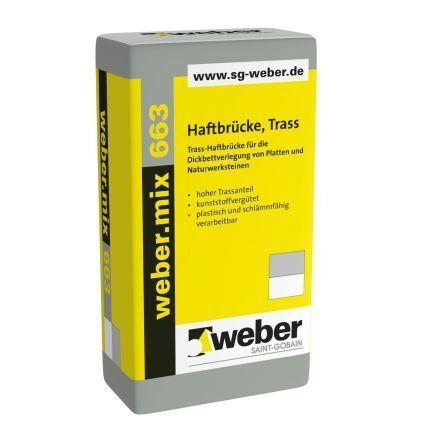 www.sg-weber.de
weber.mix 663
Haftbrücke, Trass
Trass-Haftbrücke für die
Dickbettverlegung von Platten und
Naturwerksteinen
• hoher Trassanteil
• kunststoffvergütet
• plastisch und schlämmfähig
verarbeitbar
weber
SAINT-GOBAIN
weber.mix 663